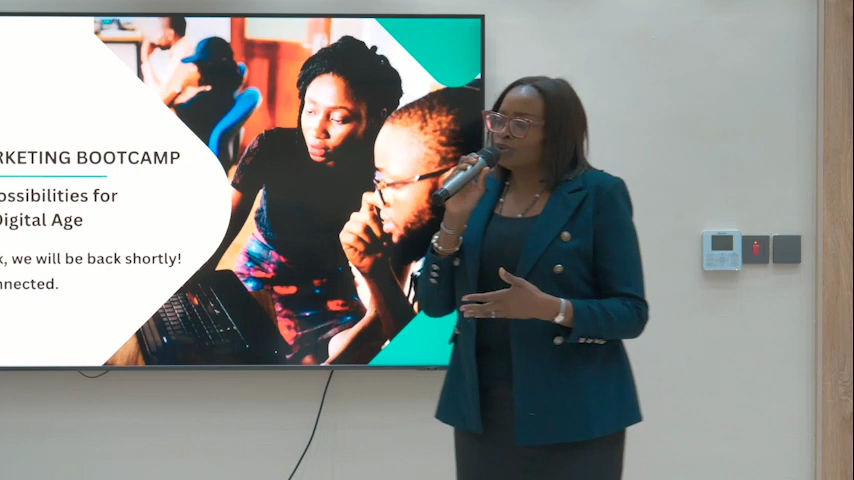 RKETING BOOTCAMP
ossibilities for
Digital Age
k, we will be back shortly!
nnected.